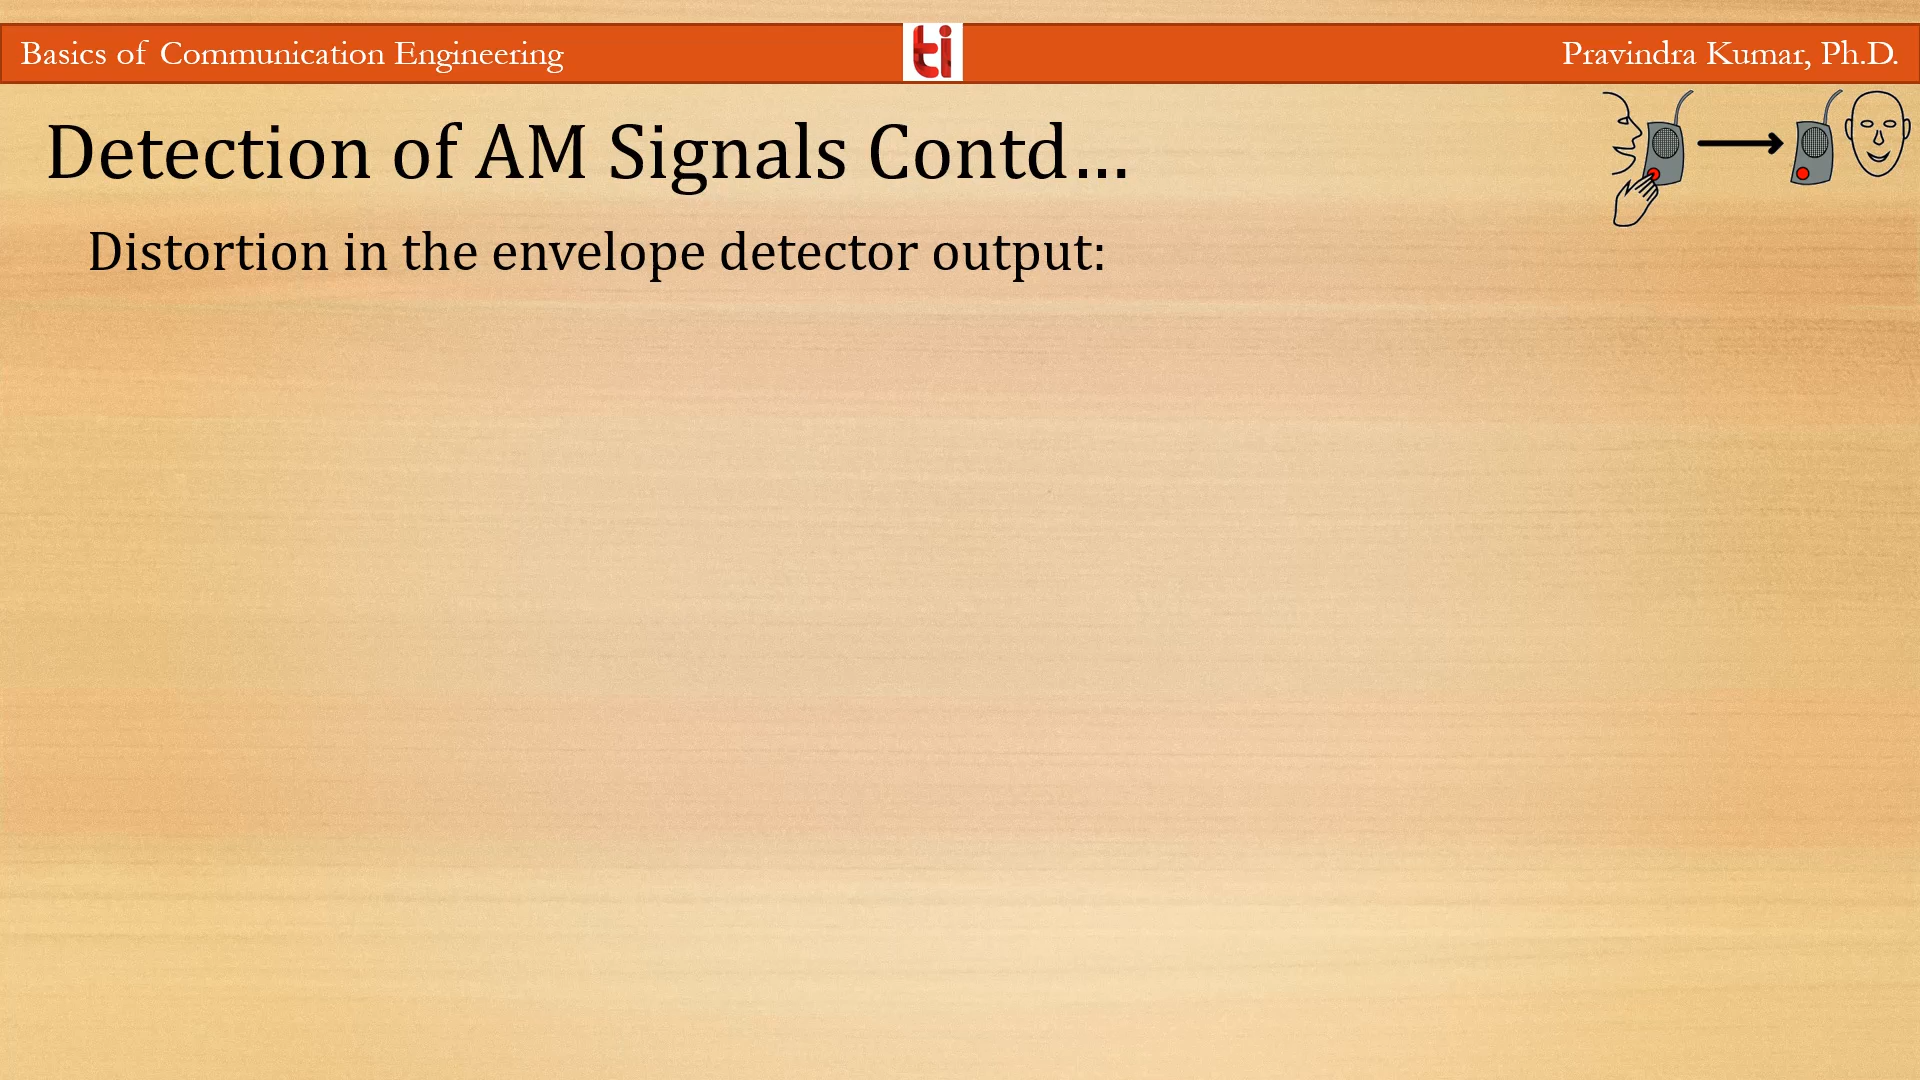 Basics of Communication Engineering
ti
Pravindra Kumar, Ph.D.
Detection of AM Signals Contd…
Distortion in the envelope detector output: